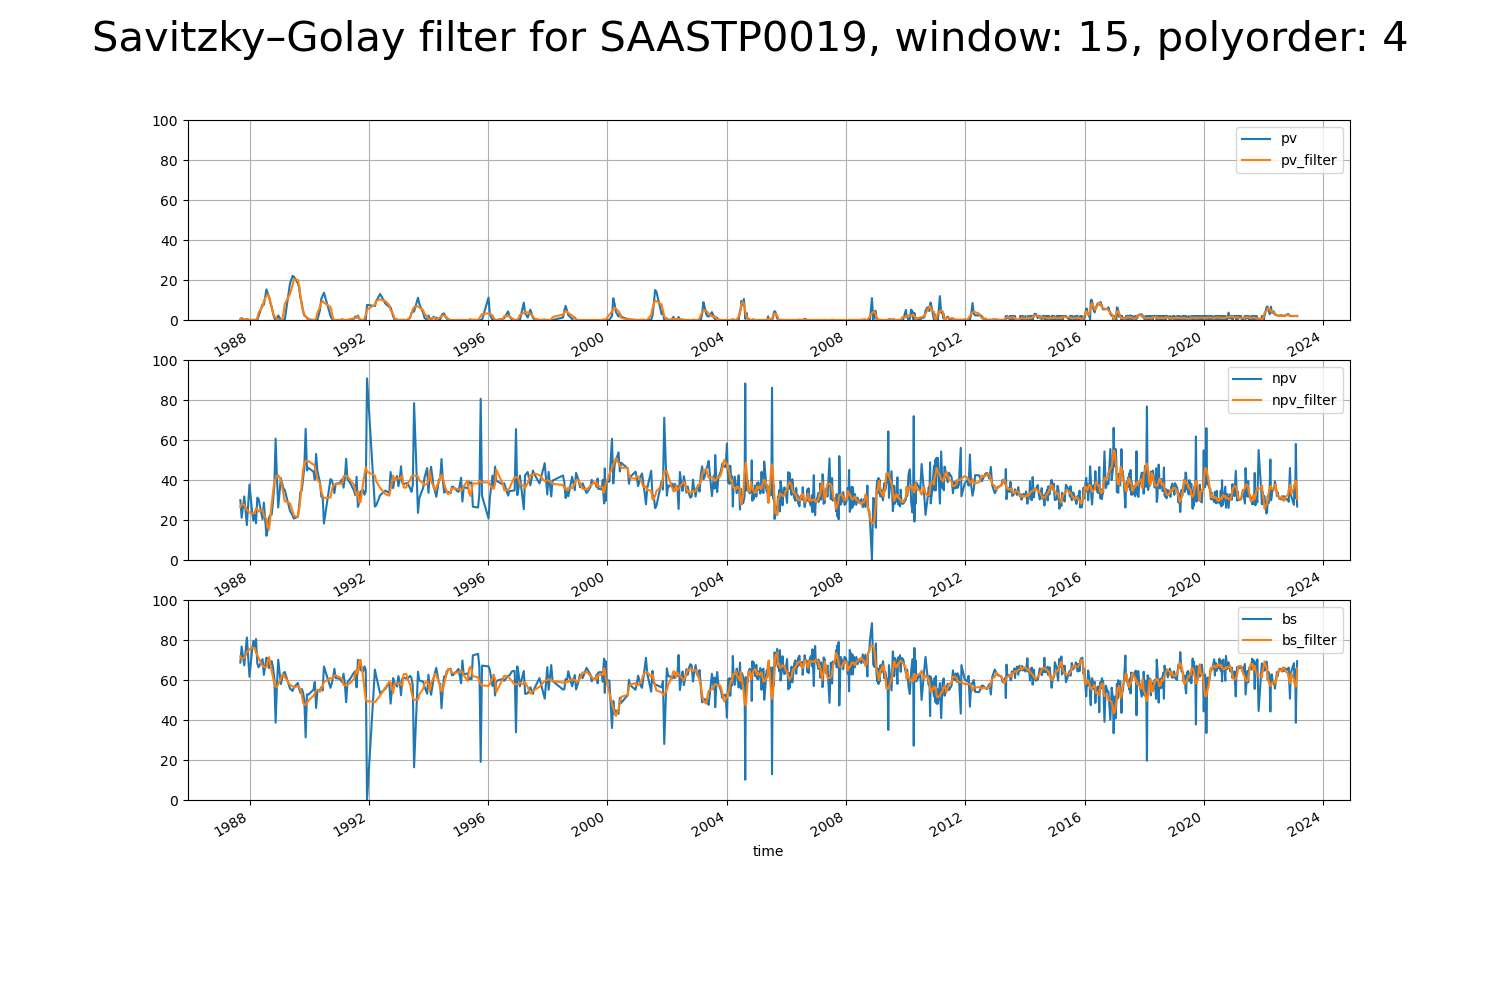 Savitzky–Golay filter for SAASTP0019, window: 15, polyorder: 4
100
80
60
40
20
0
pv
pv_filter
1988 1992 1996 2000 2004 2008 2012 2016 2020 2024
100
80
60
40
20
0
npv
npv_filter
1988 1992 1996 2000 2004 2008 2012 2016 2020 2024
100
80
60
40
20
0
bs
bs_filter
1988 1992 1996 2000 2004 2008 2012 2016 2020 2024
time